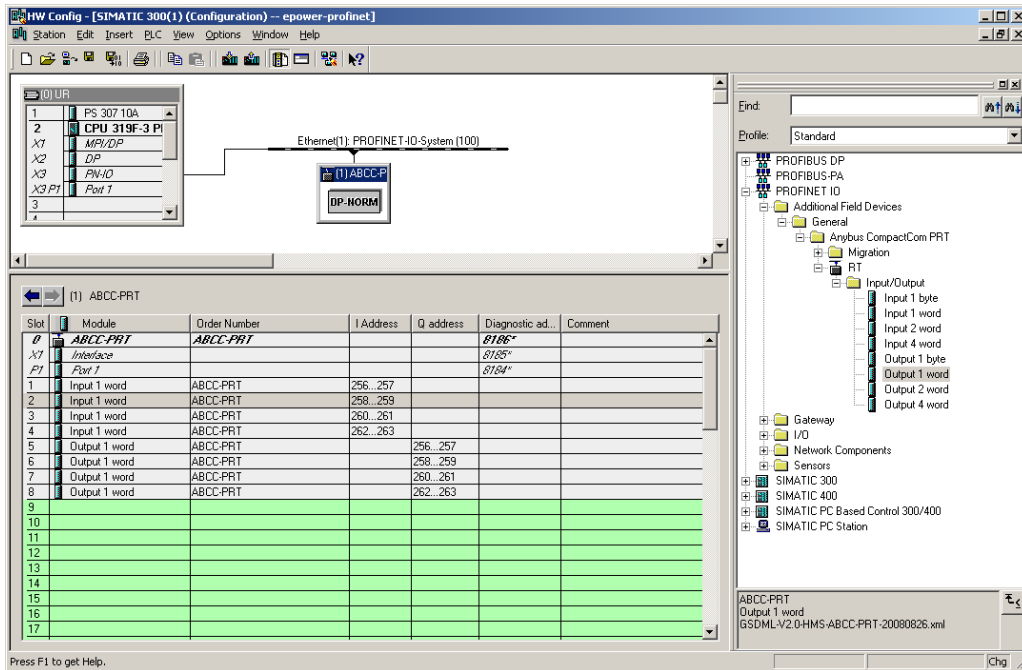 HW Config - [SIMATIC 300(1) (Configuration) -- epower-profinet]
Station Edit Insert PLC View Options Window Help
(0) UR
1 PS 307 10A
2 CPU 319F-3 P
X1 MPI/DP
X2 DP
X3 PN-IO
X3 P1 Port 1
3
4
Ethernet(1): PROFINET-IO-System (100)
(1) ABCC-P
DP-NORM
(1) ABCC-PRT
Slot Module Order Number I Address Q address Diagnostic ad... Comment
0 ABCC-PRT ABCC-PRT 8186*
X1 Interface 8185*
P1 Port 1 8184*
1 Input 1 word ABCC-PRT 256...257
2 Input 1 word ABCC-PRT 258...259
3 Input 1 word ABCC-PRT 260...261
4 Input 1 word ABCC-PRT 262...263
5 Output 1 word ABCC-PRT 256...257
6 Output 1 word ABCC-PRT 258...259
7 Output 1 word ABCC-PRT 260...261
8 Output 1 word ABCC-PRT 262...263
9
10
11
12
13
14
15
16
17
Find:
Profile: Standard
PROFIBUS DP
PROFIBUS-PA
PROFINET IO
Additional Field Devices
General
Anybus CompactCom PRT
Migration
RT
Input/Output
Input 1 byte
Input 1 word
Input 2 word
Input 4 word
Output 1 byte
Output 1 word
Output 2 word
Output 4 word
Gateway
I/O
Network Components
Sensors
SIMATIC 300
SIMATIC 400
SIMATIC PC Based Control 300/400
SIMATIC PC Station
ABCC-PRT
Output 1 word
GSDML-V2.0-HMS-ABCC-PRT-20080826.xml
Press F1 to get Help.
Chg